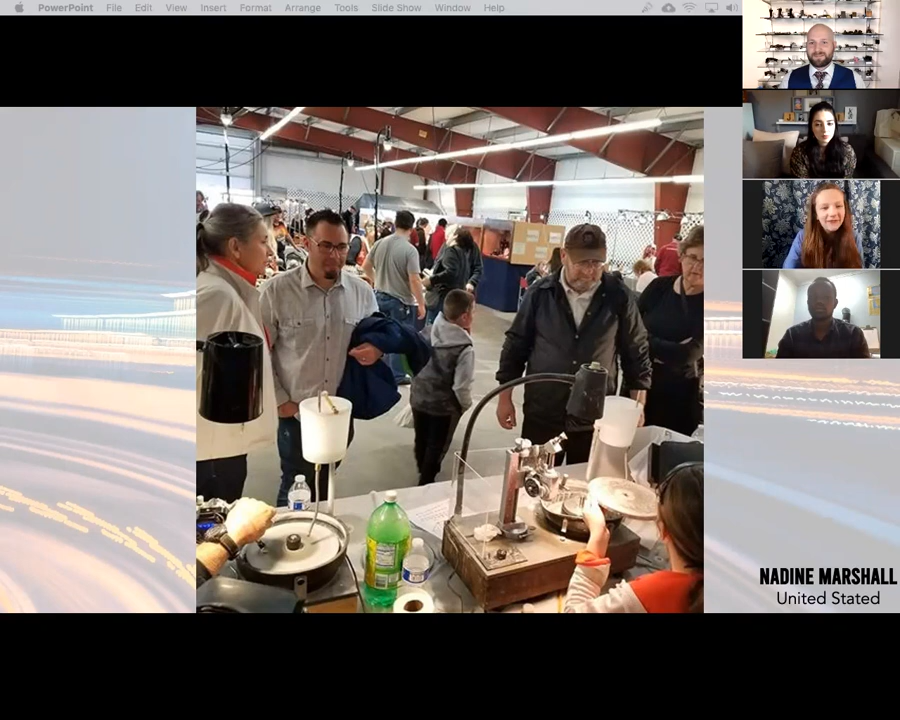 PowerPoint File Edit View Insert Format Arrange Tools Slide Show Window Help
NADINE MARSHALL
United Stated